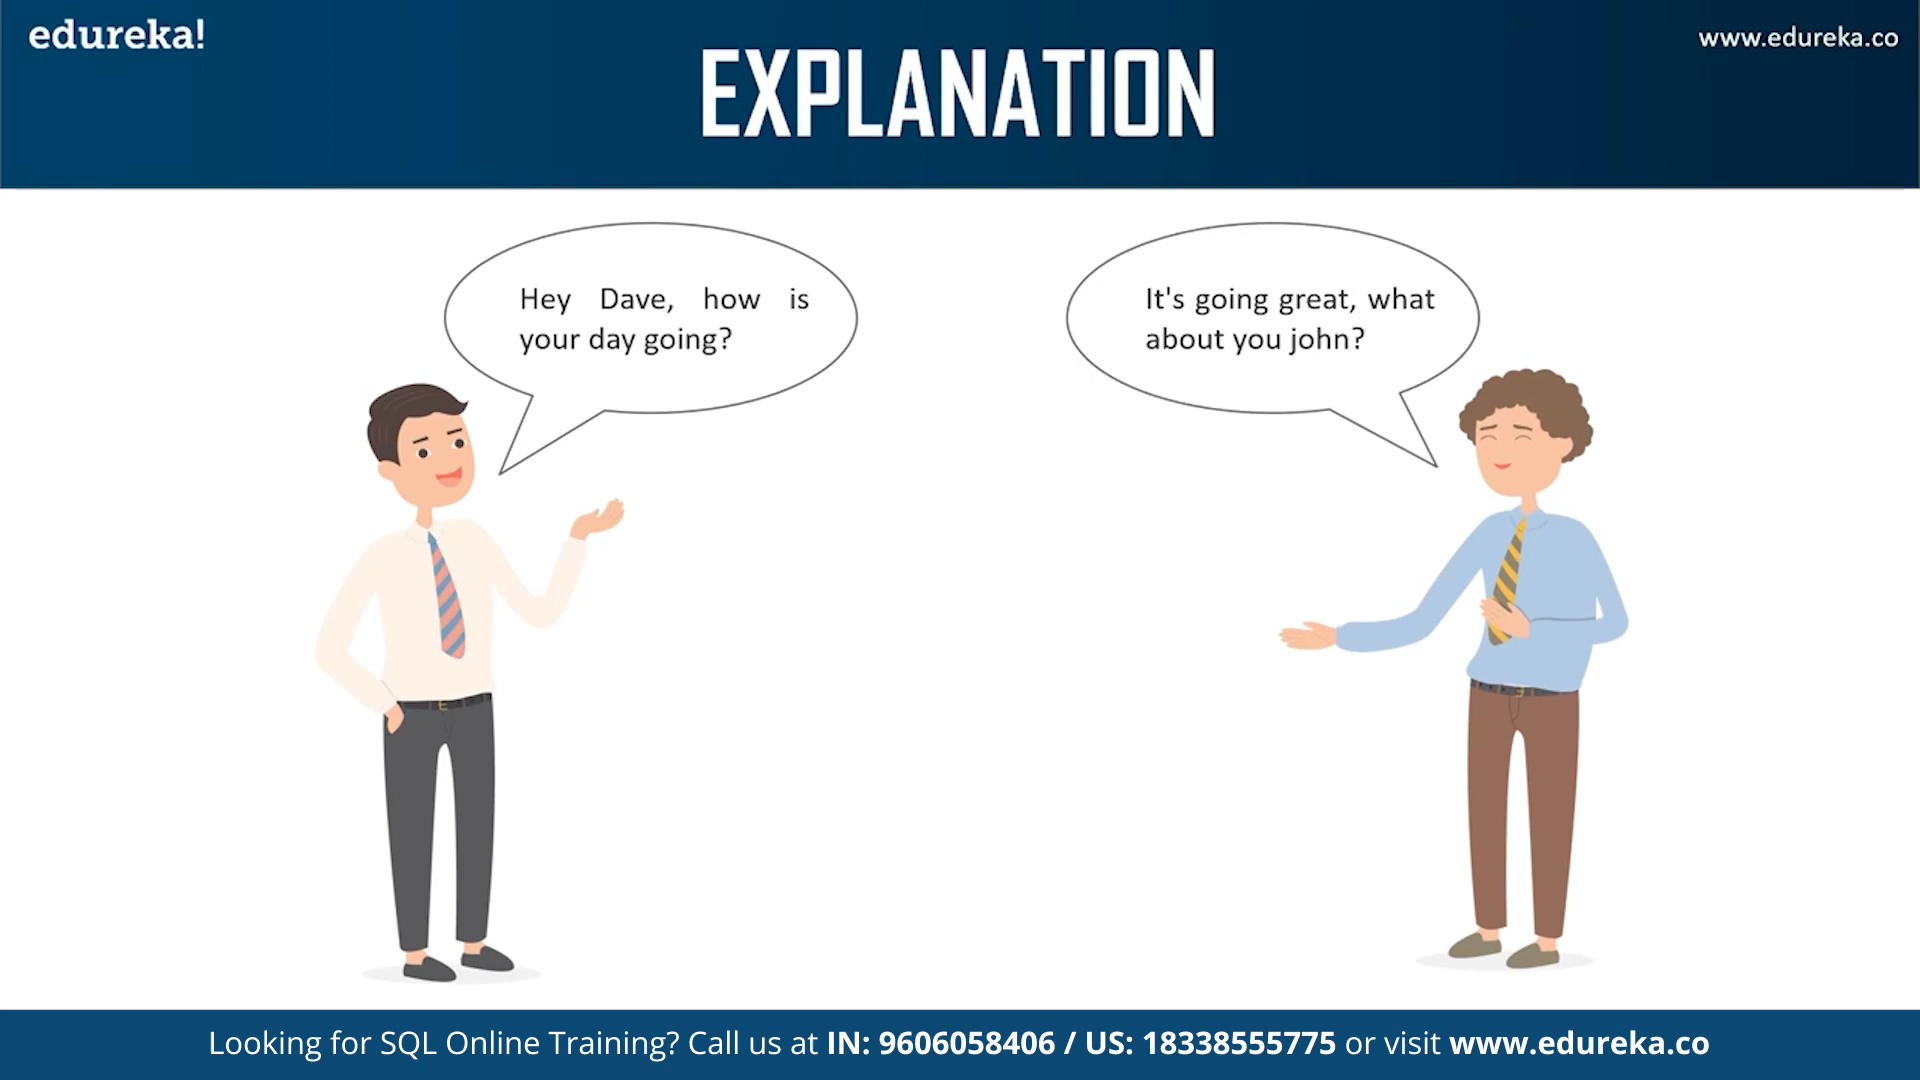 edureka!
www.edureka.co
EXPLANATION
Hey Dave, how is
your day going?
It's going great, what
about you john?
Looking for SQL Online Training? Call us at IN: 9606058406 / US: 18338555775 or visit www.edureka.co